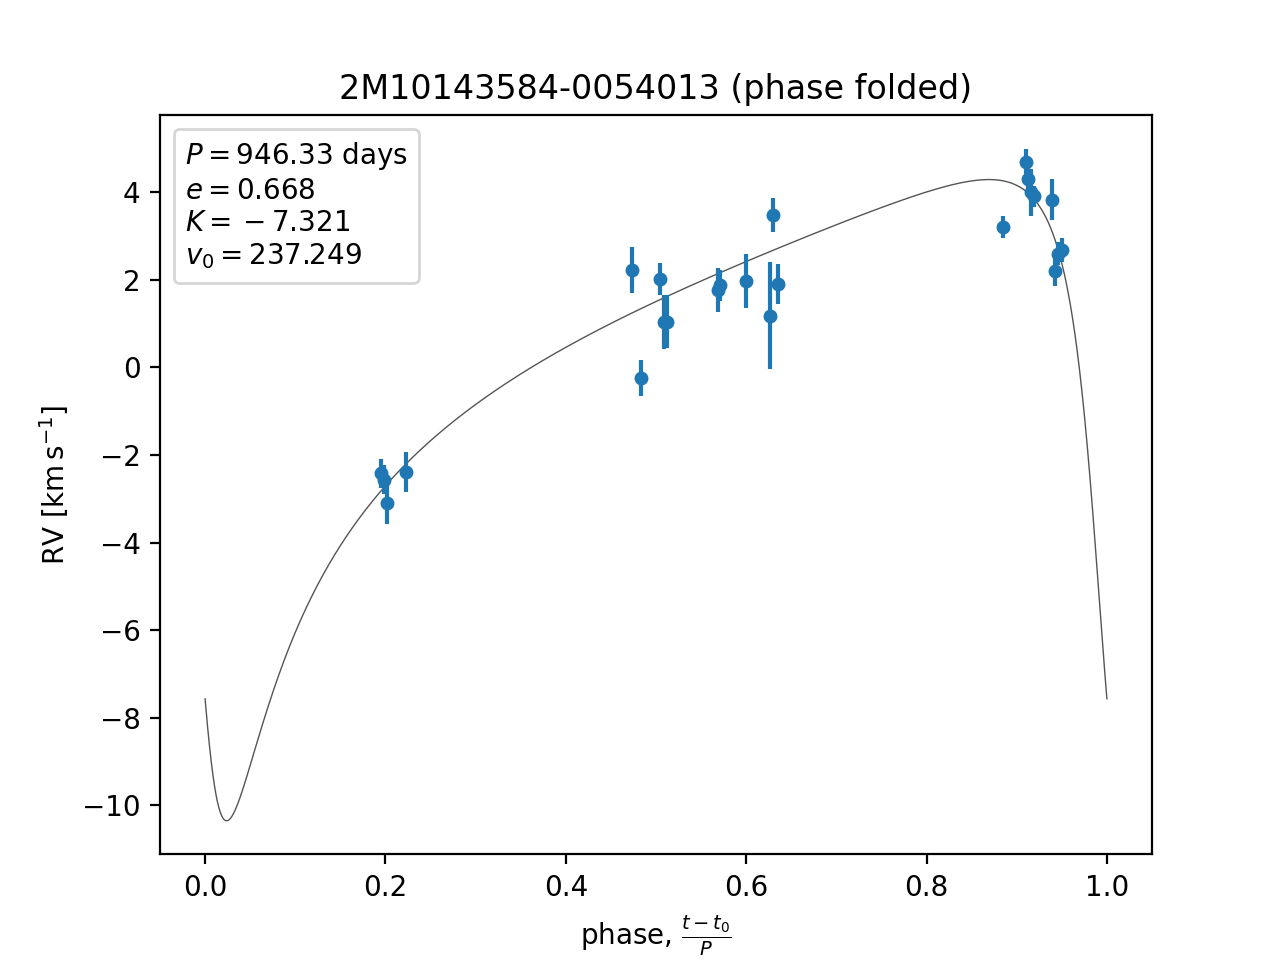 2M10143584-0054013 (phase folded)
P = 946.33 days
e = 0.668
K = −7.321
v₀ = 237.249
4
2
0
−2
−4
−6
−8
−10
RV [km s⁻¹]
0.0 0.2 0.4 0.6 0.8 1.0
phase, (t − t₀)/P